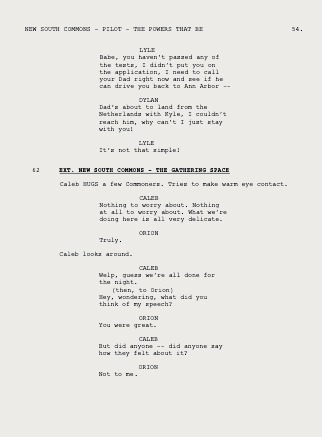 NEW SOUTH COMMONS - PILOT - THE POWERS THAT BE 54.
LYLE
Babe, you haven't passed any of
the tests, I didn't put you on
the application, I need to call
your Dad right now and see if he
can drive you back to Ann Arbor --
DYLAN
Dad's about to land from the
Netherlands with Kyle, I couldn't
reach him, why can't I just stay
with you!
LYLE
It's not that simple!
62 EXT. NEW SOUTH COMMONS - THE GATHERING SPACE
Caleb HUGS a few Commoners. Tries to make warm eye contact.
CALEB
Nothing to worry about. Nothing
at all to worry about. What we're
doing here is all very delicate.
ORION
Truly.
Caleb looks around.
CALEB
Welp, guess we're all done for
the night.
(then, to Orion)
Hey, wondering, what did you
think of my speech?
ORION
You were great.
CALEB
But did anyone -- did anyone say
how they felt about it?
ORION
Not to me.